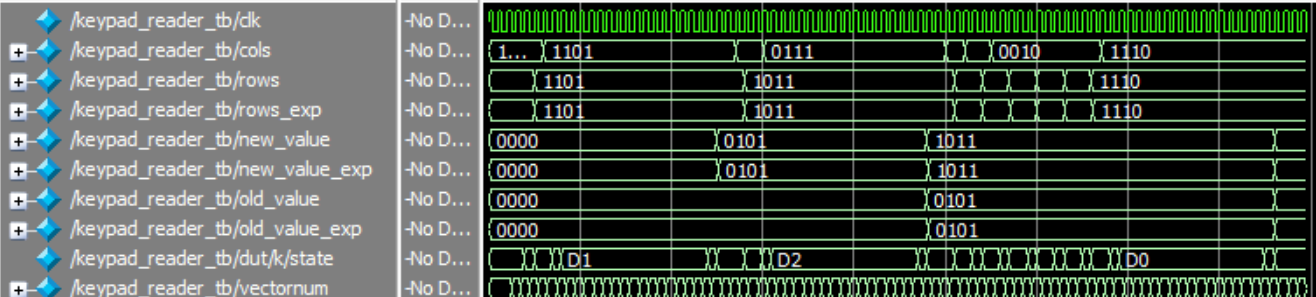 /keypad_reader_tb/clk -No D...
/keypad_reader_tb/cols -No D... 1... 1101 0111 0010 1110
/keypad_reader_tb/rows -No D... 1101 1011 1110
/keypad_reader_tb/rows_exp -No D... 1101 1011 1110
/keypad_reader_tb/new_value -No D... 0000 0101 1011
/keypad_reader_tb/new_value_exp -No D... 0000 0101 1011
/keypad_reader_tb/old_value -No D... 0000 0101
/keypad_reader_tb/old_value_exp -No D... 0000 0101
/keypad_reader_tb/dut/k/state -No D... D1 D2 D0
/keypad_reader_tb/vectornum -No D...